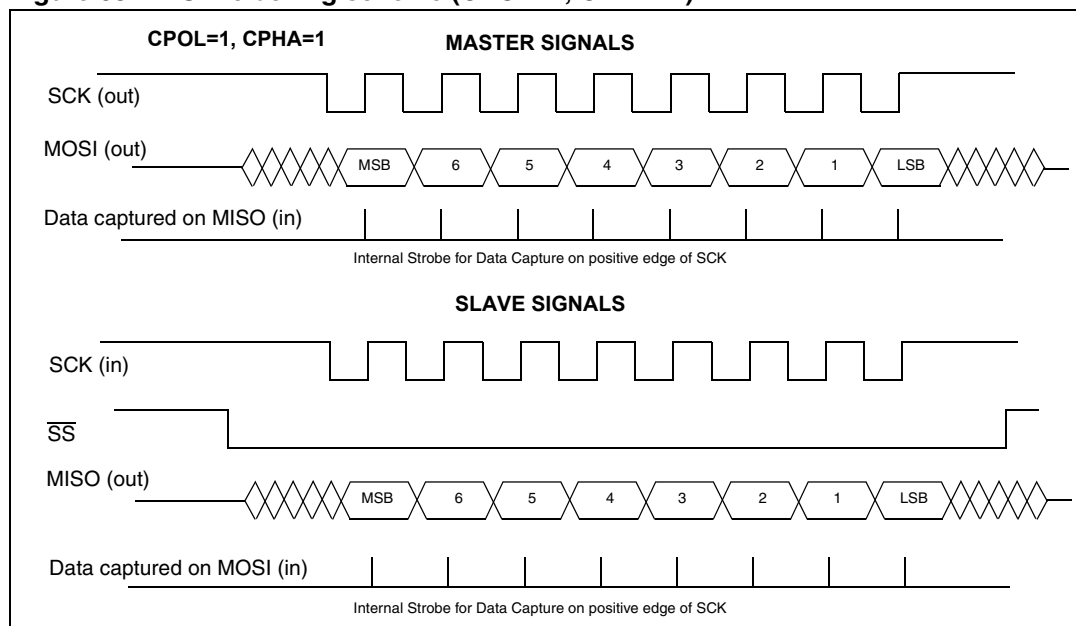 CPOL=1, CPHA=1
MASTER SIGNALS
SCK (out)
MOSI (out)
MSB 6 5 4 3 2 1 LSB
Data captured on MISO (in)
Internal Strobe for Data Capture on positive edge of SCK
SLAVE SIGNALS
SCK (in)
SS
MISO (out)
MSB 6 5 4 3 2 1 LSB
Data captured on MOSI (in)
Internal Strobe for Data Capture on positive edge of SCK